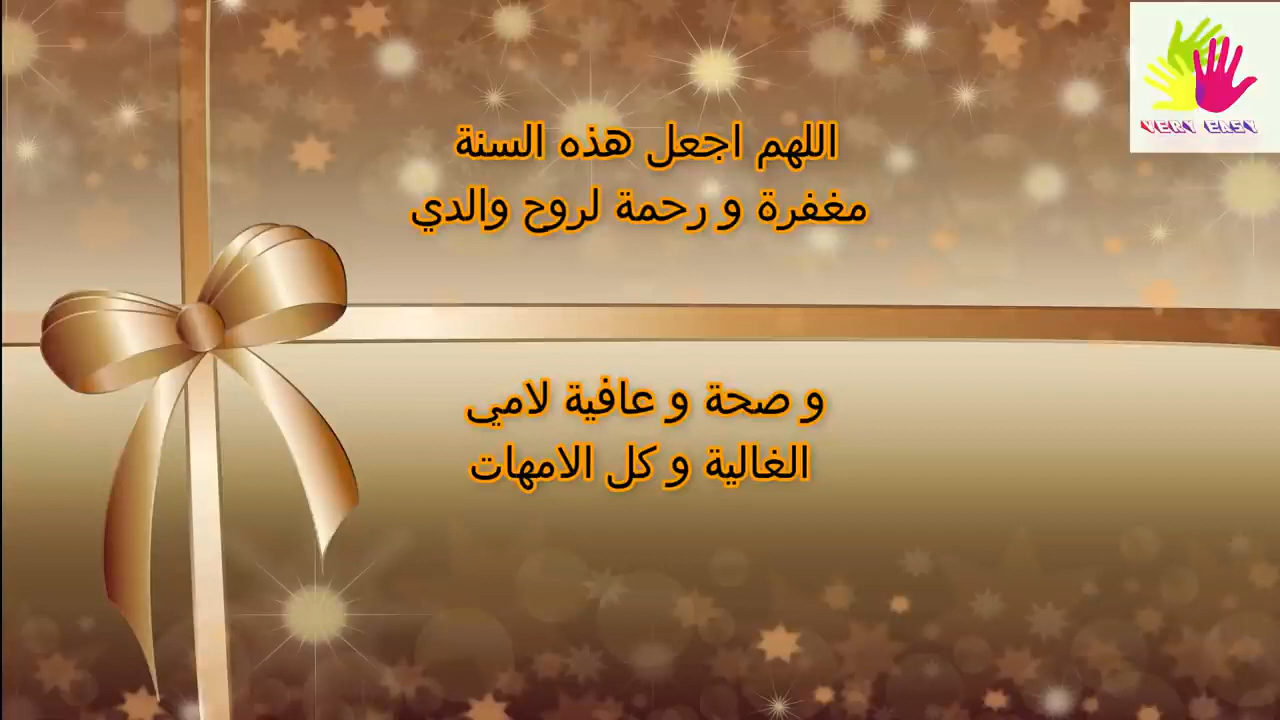 VERY EASY
اللهم اجعل هذه السنة
مغفرة و رحمة لروح والدي
و صحة و عافية لامي
الغالية و كل الامهات